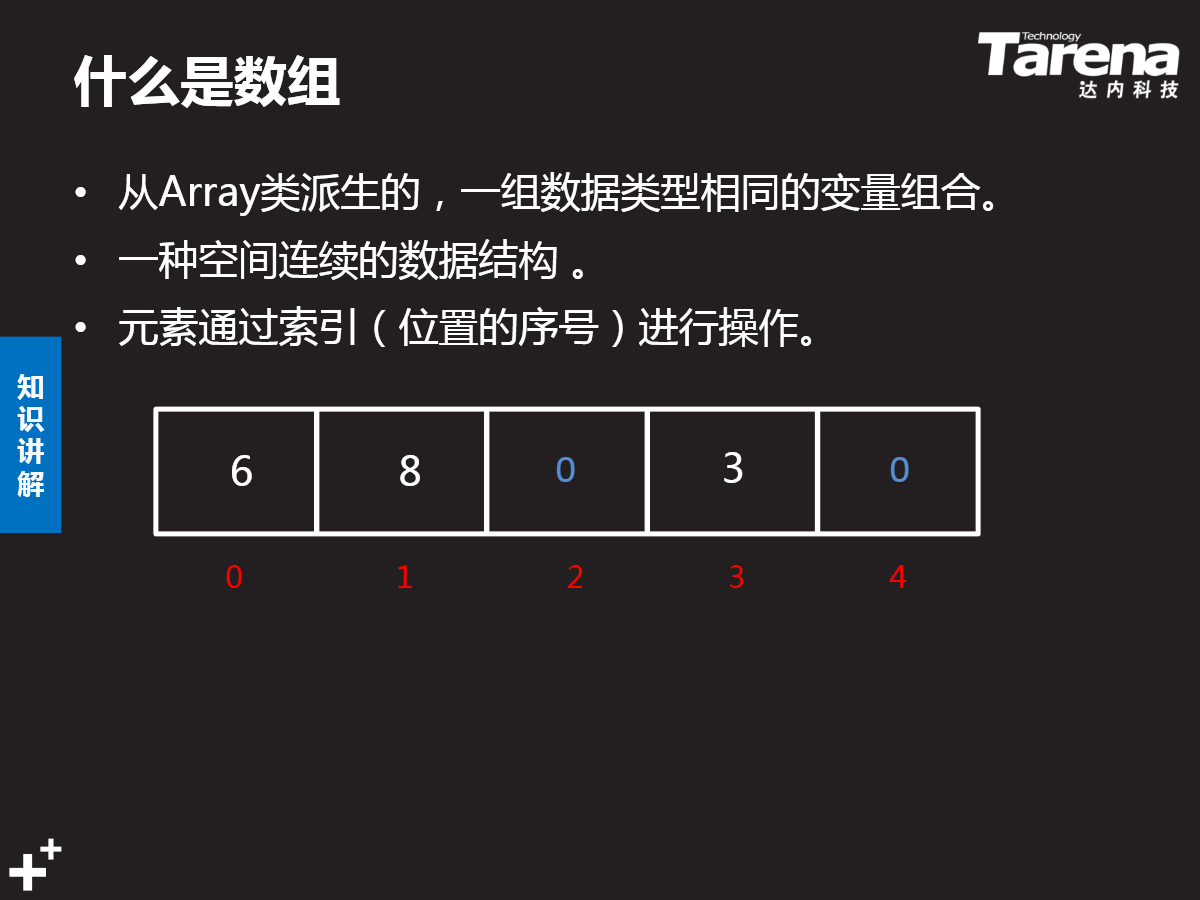 什么是数组
Technology
Tarena
达内科技
• 从Array类派生的，一组数据类型相同的变量组合。
• 一种空间连续的数据结构 。
• 元素通过索引（位置的序号）进行操作。
知识讲解
6 8 0 3 0
0 1 2 3 4